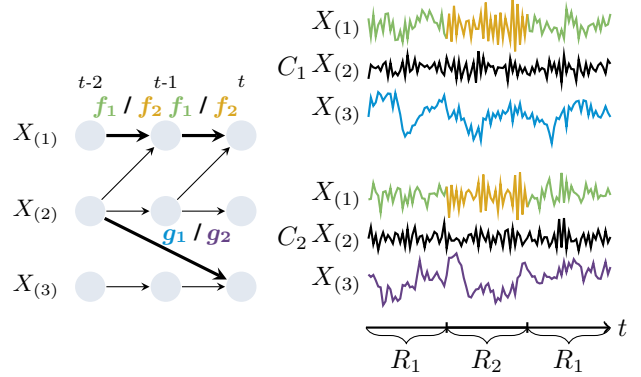 t-2 t-1 t
f₁ / f₂ f₁ / f₂
X₍₁₎
X₍₂₎
g₁ / g₂
X₍₃₎
X₍₁₎
C₁ X₍₂₎
X₍₃₎
X₍₁₎
C₂ X₍₂₎
X₍₃₎
t
R₁ R₂ R₁